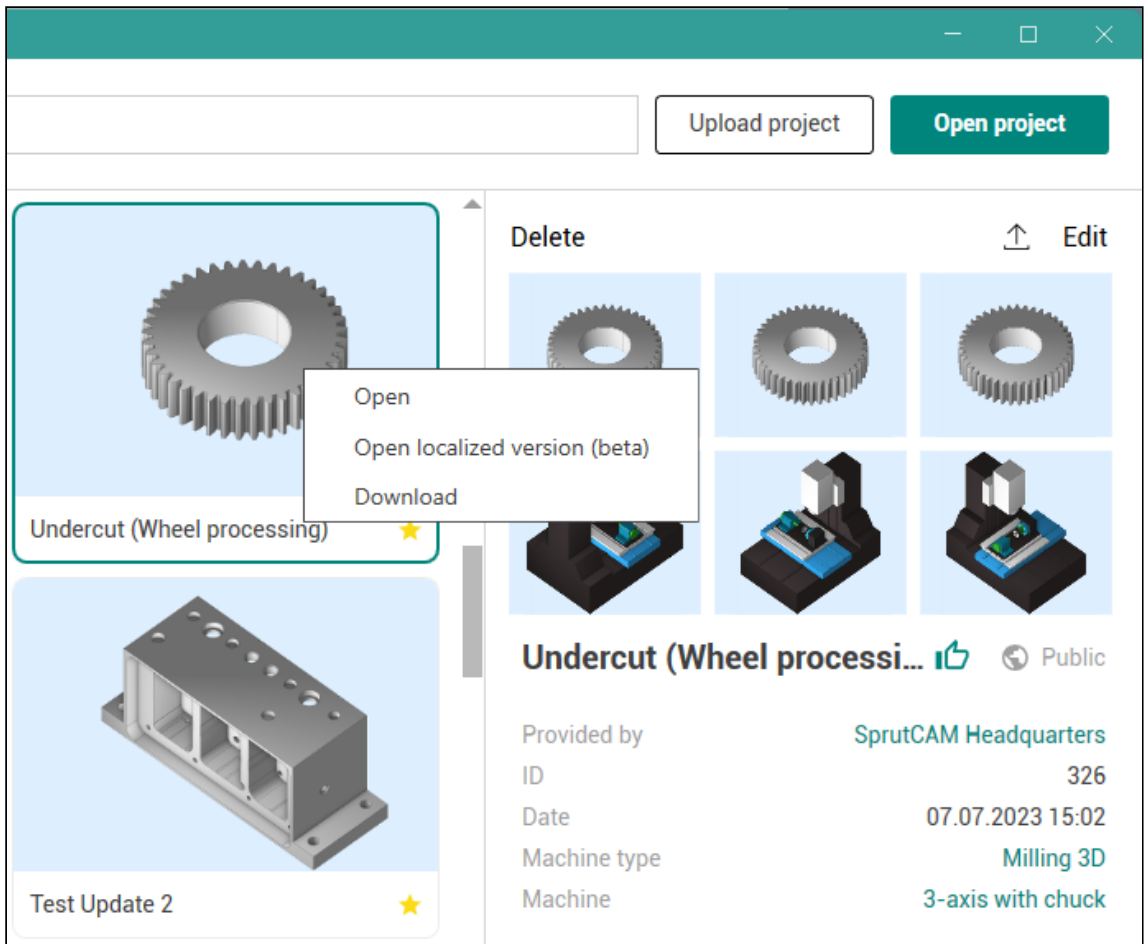 Upload project
Open project
Delete
Edit
Open
Open localized version (beta)
Download
Undercut (Wheel processing)
Test Update 2
Undercut (Wheel processi...
Public
Provided by SprutCAM Headquarters
ID 326
Date 07.07.2023 15:02
Machine type Milling 3D
Machine 3-axis with chuck